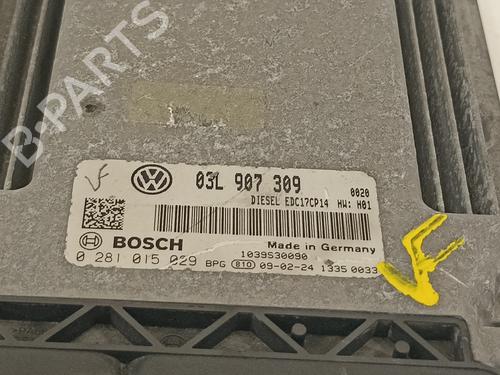 B-PARTS
03L 907 309
0020
DIESEL EDC17CP14 HW: H01
Made in Germany
BOSCH
1039S30090
0 281 015 029 BPG 810 09-02-24 1335 0033